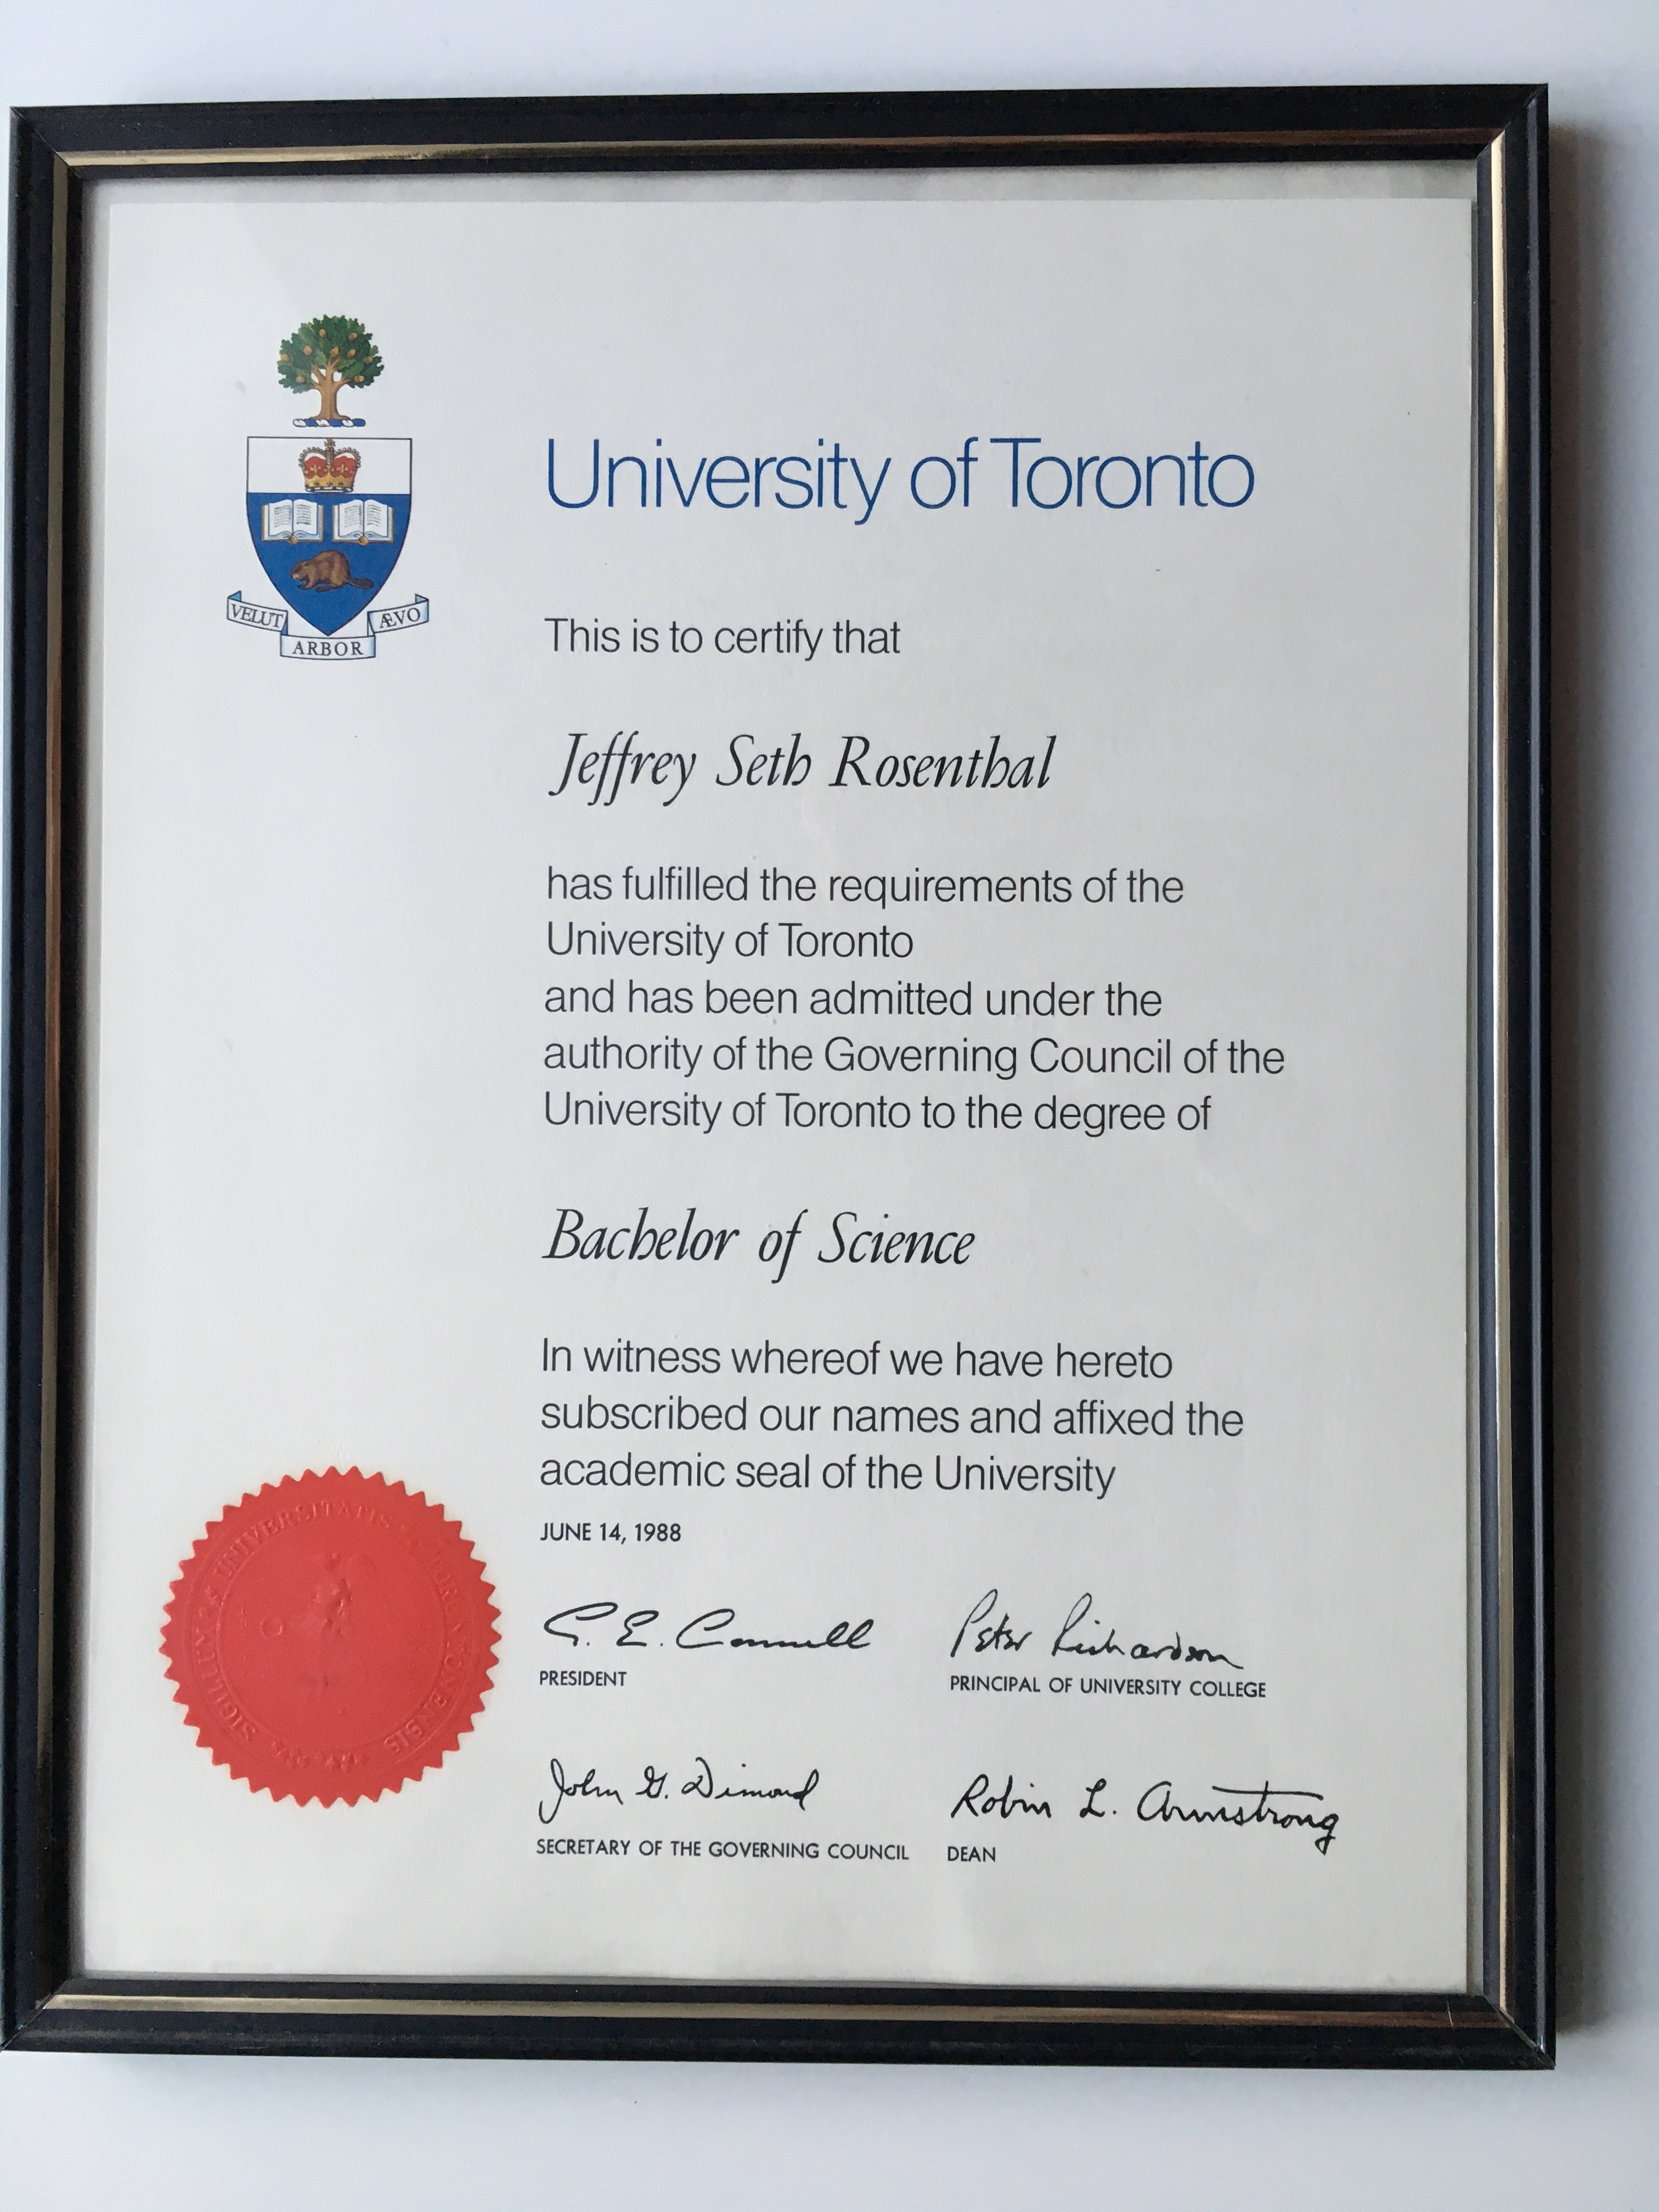 University of Toronto
VELUT ARBOR ÆVO
This is to certify that
Jeffrey Seth Rosenthal
has fulfilled the requirements of the
University of Toronto
and has been admitted under the
authority of the Governing Council of the
University of Toronto to the degree of
Bachelor of Science
In witness whereof we have hereto
subscribed our names and affixed the
academic seal of the University
JUNE 14, 1988
SIGILLVM UNIVERSITATIS TORONTONENSIS
G. E. Connell
PRESIDENT
Peter Richardson
PRINCIPAL OF UNIVERSITY COLLEGE
John G. Dimond
SECRETARY OF THE GOVERNING COUNCIL
Robin L. Armstrong
DEAN